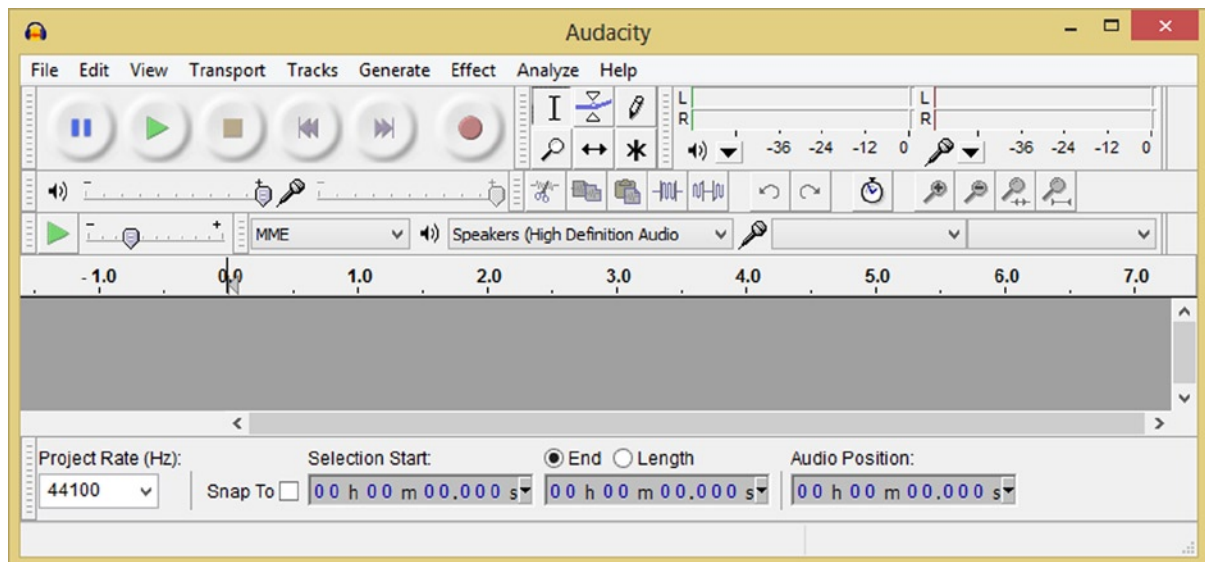 Audacity
File Edit View Transport Tracks Generate Effect Analyze Help
L L
R R
-36 -24 -12 0 -36 -24 -12 0
- +
MME Speakers (High Definition Audio
- 1.0 0.0 1.0 2.0 3.0 4.0 5.0 6.0 7.0
Project Rate (Hz): Selection Start: End Length Audio Position:
44100 Snap To 00 h 00 m 00.000 s 00 h 00 m 00.000 s 00 h 00 m 00.000 s